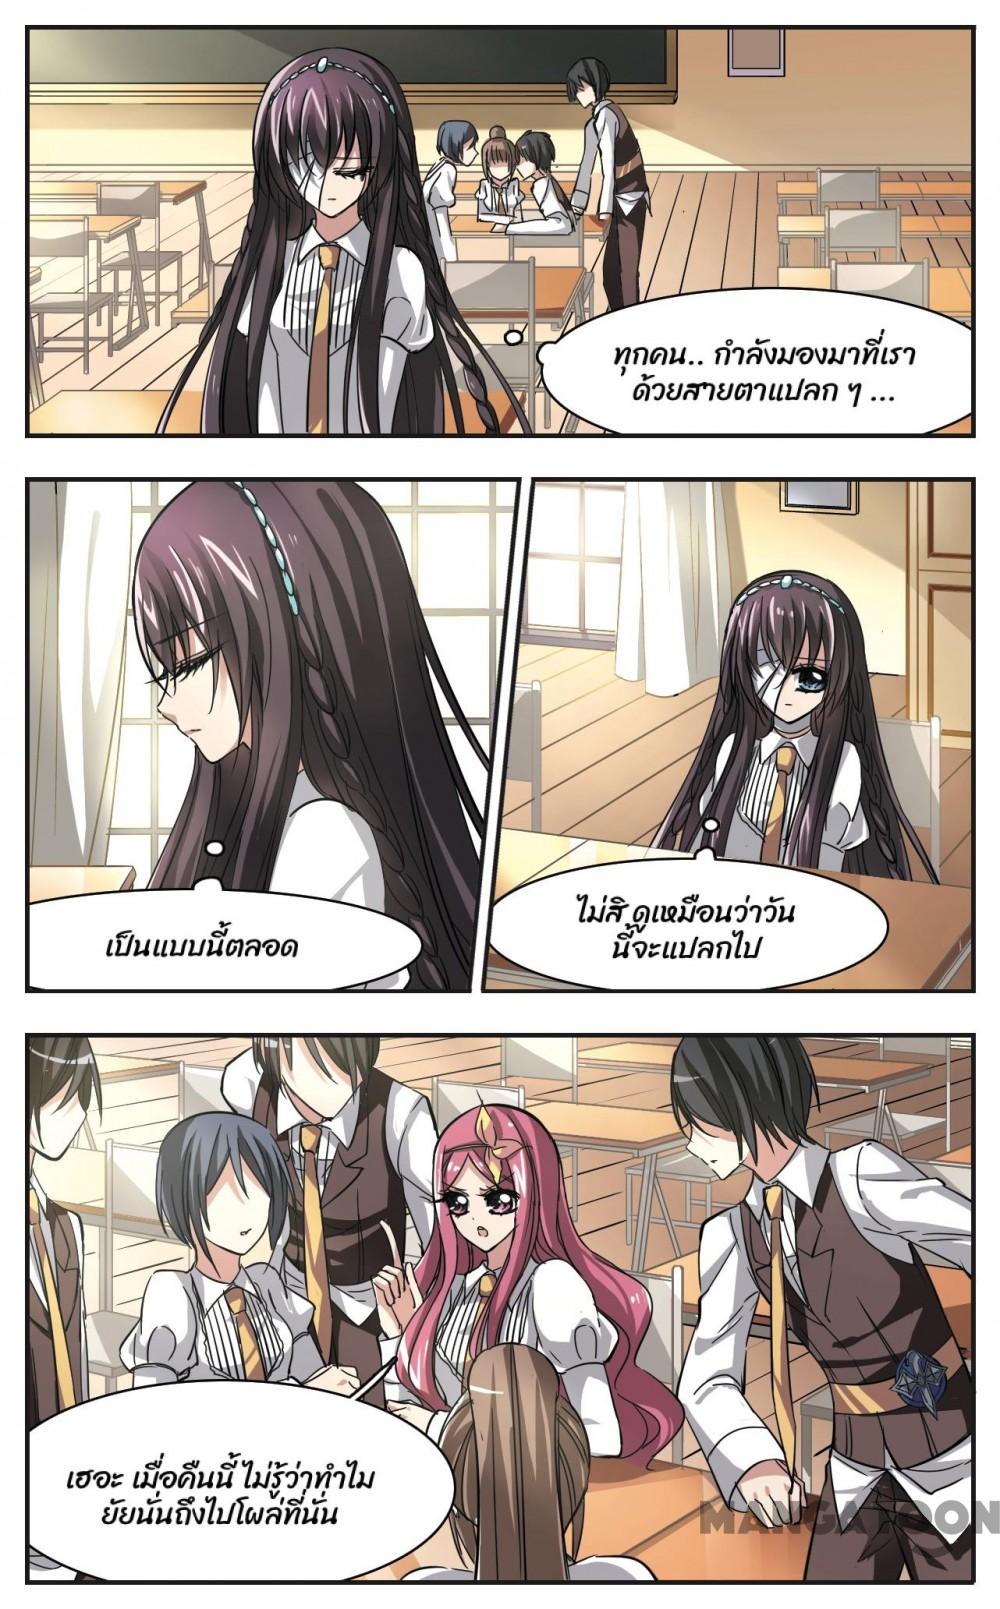 ทุกคน.. กำลังมองมาที่เรา
ด้วยสายตาแปลก ๆ ...
เป็นแบบนี้ตลอด
ไม่สิ ดูเหมือนว่าวัน
นี้จะแปลกไป
เฮอะ เมื่อคืนนี้ ไม่รู้ว่าทำไม
ยัยนั่นถึงไปโผล่ที่นั่น
MANGATOON